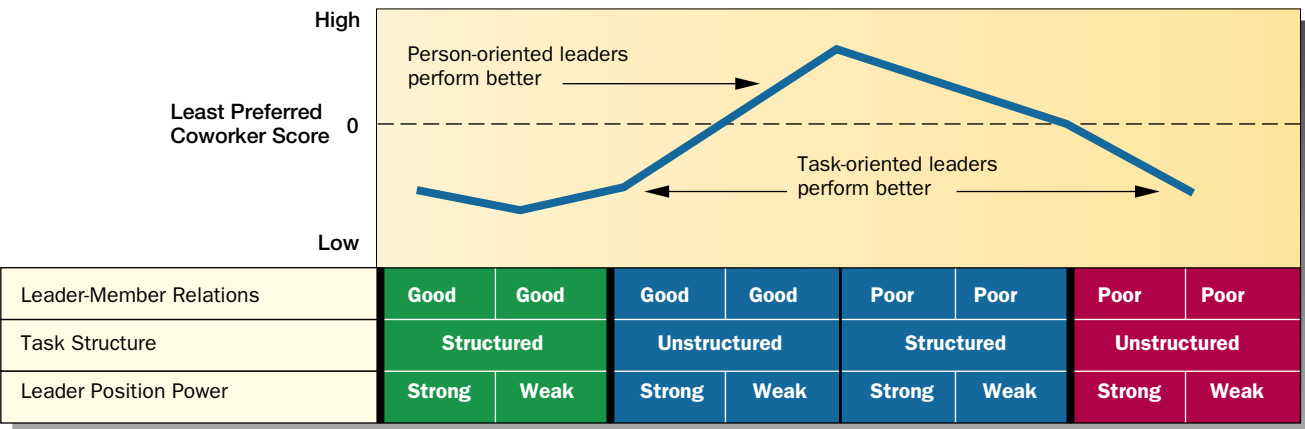 High
Person-oriented leaders
perform better
Least Preferred
Coworker Score
0
Task-oriented leaders
perform better
Low
Leader-Member Relations Good Good Good Good Poor Poor Poor Poor
Task Structure Structured Unstructured Structured Unstructured
Leader Position Power Strong Weak Strong Weak Strong Weak Strong Weak